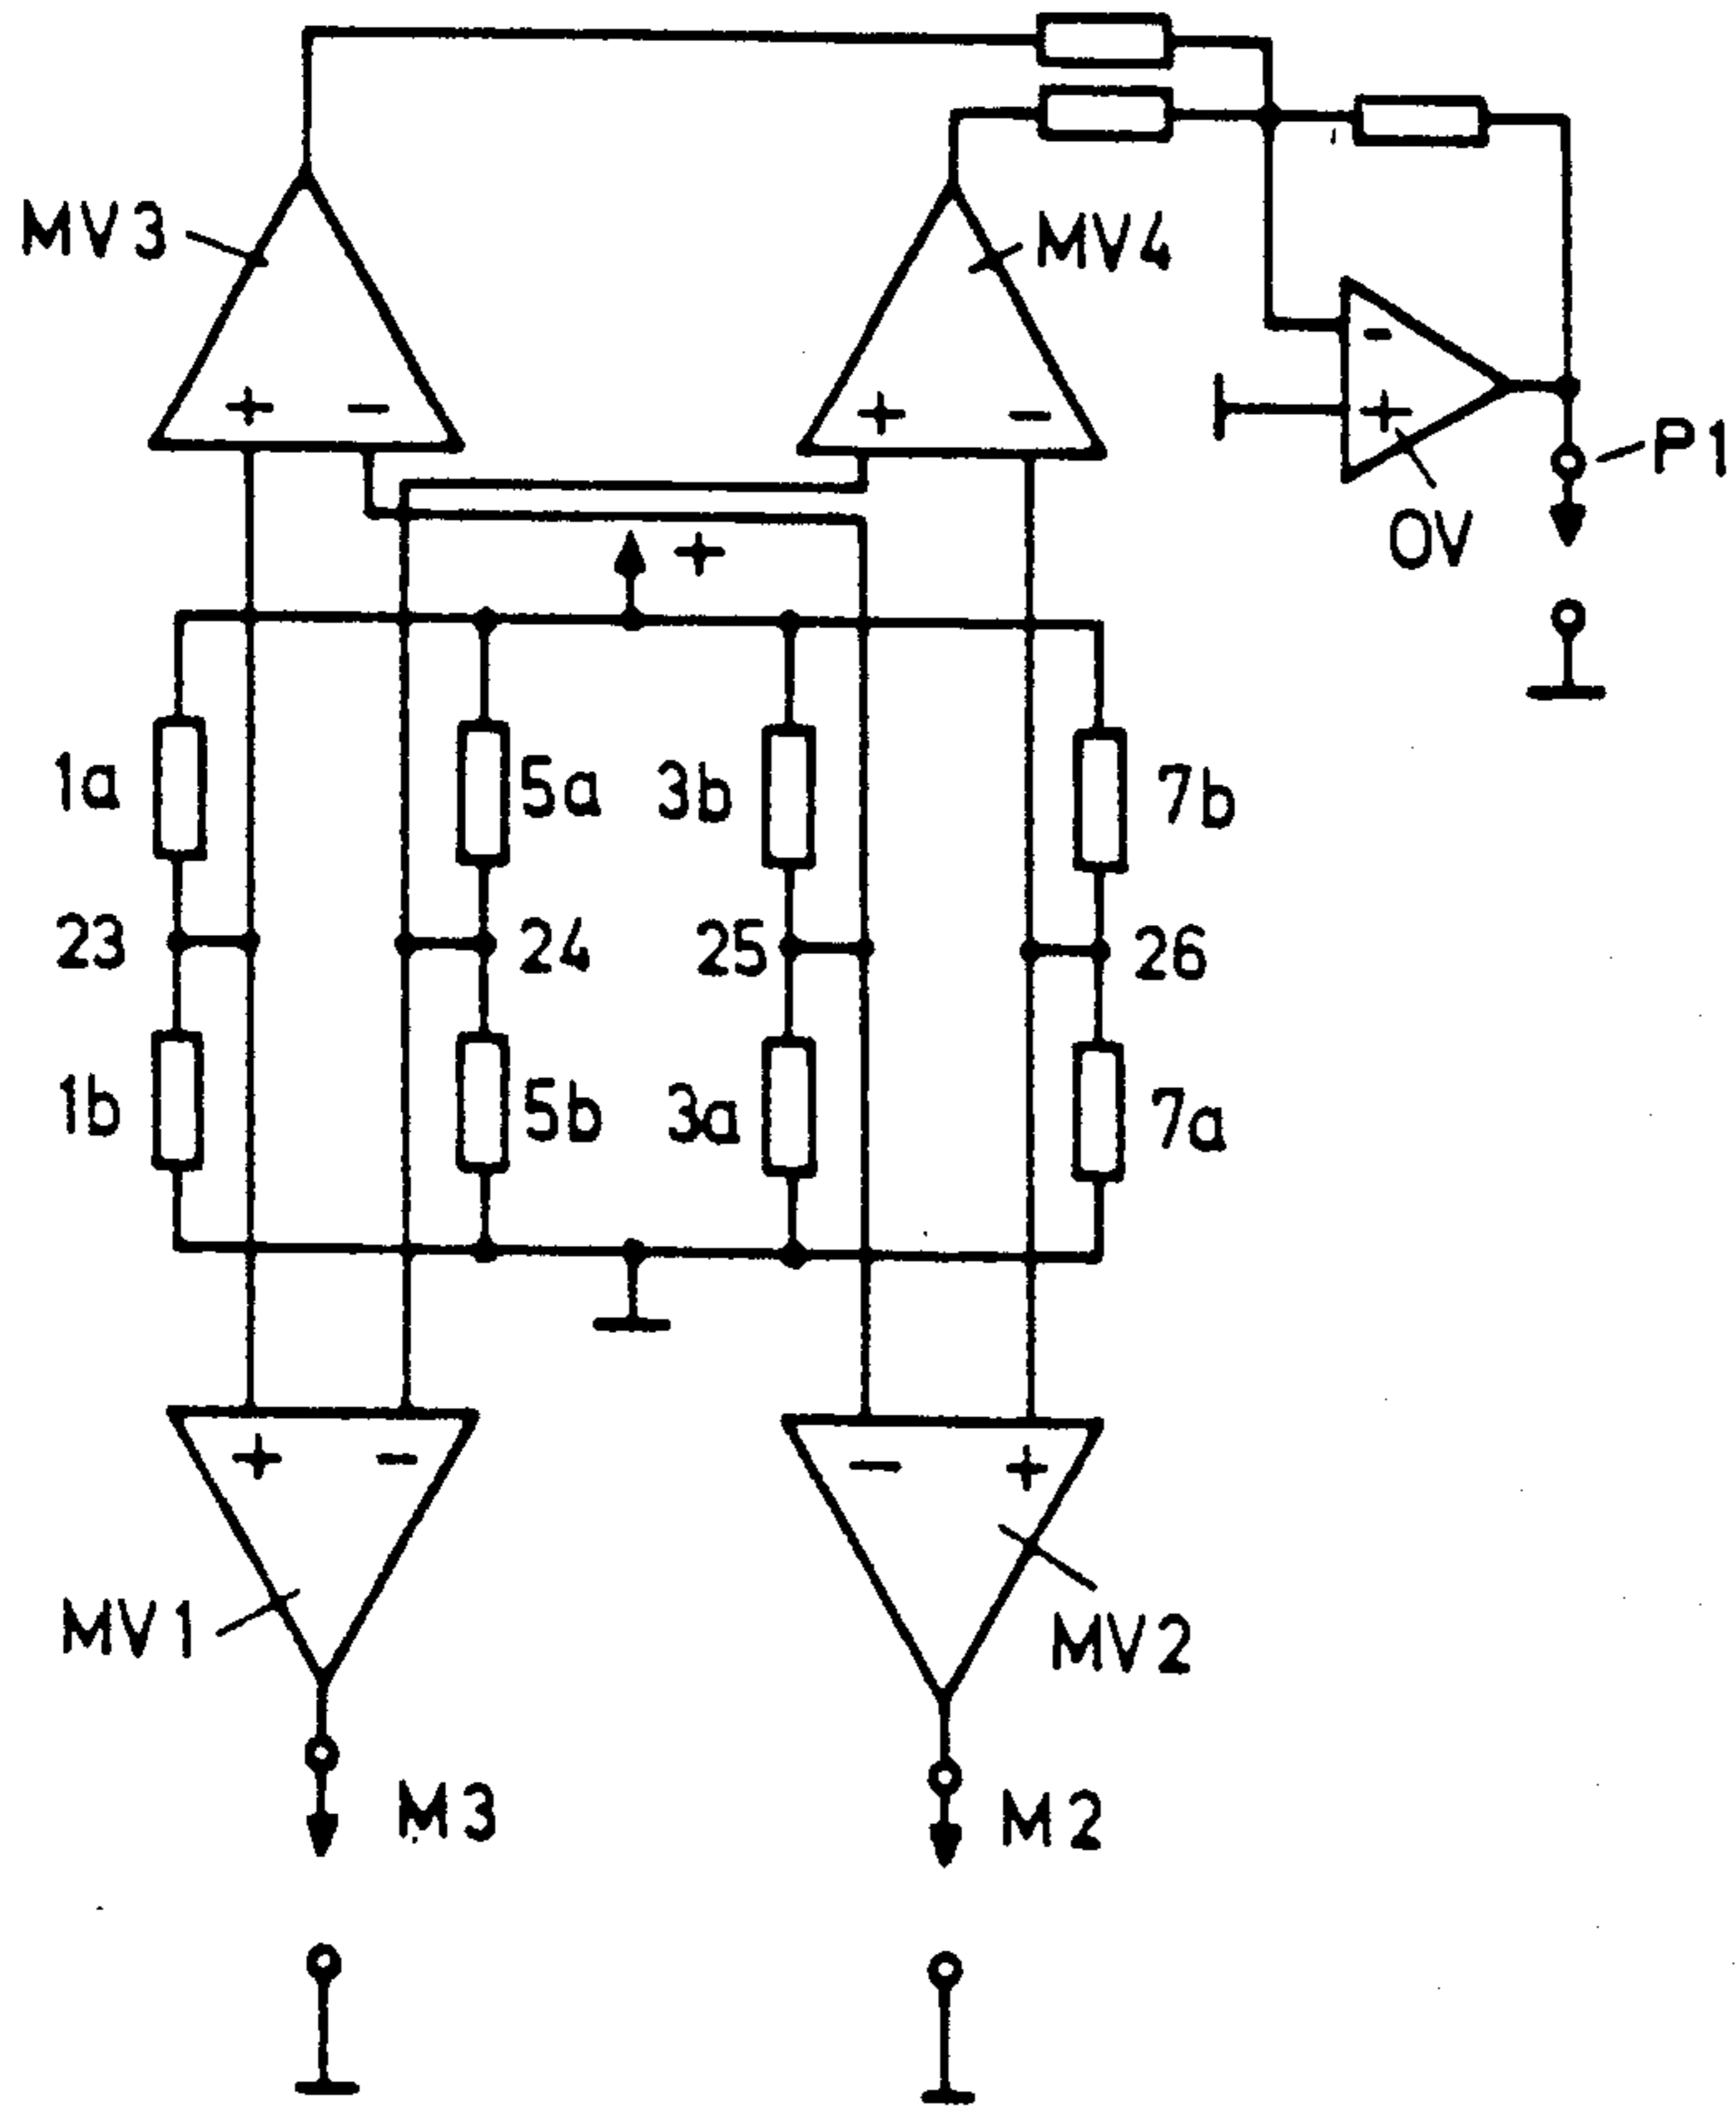 MV3
MV4
+ -
+ -
-
+
P1
OV
+
1a
5a
3b
7b
23
24
25
26
1b
5b
3a
7a
+ -
- +
MV1
MV2
M3
M2